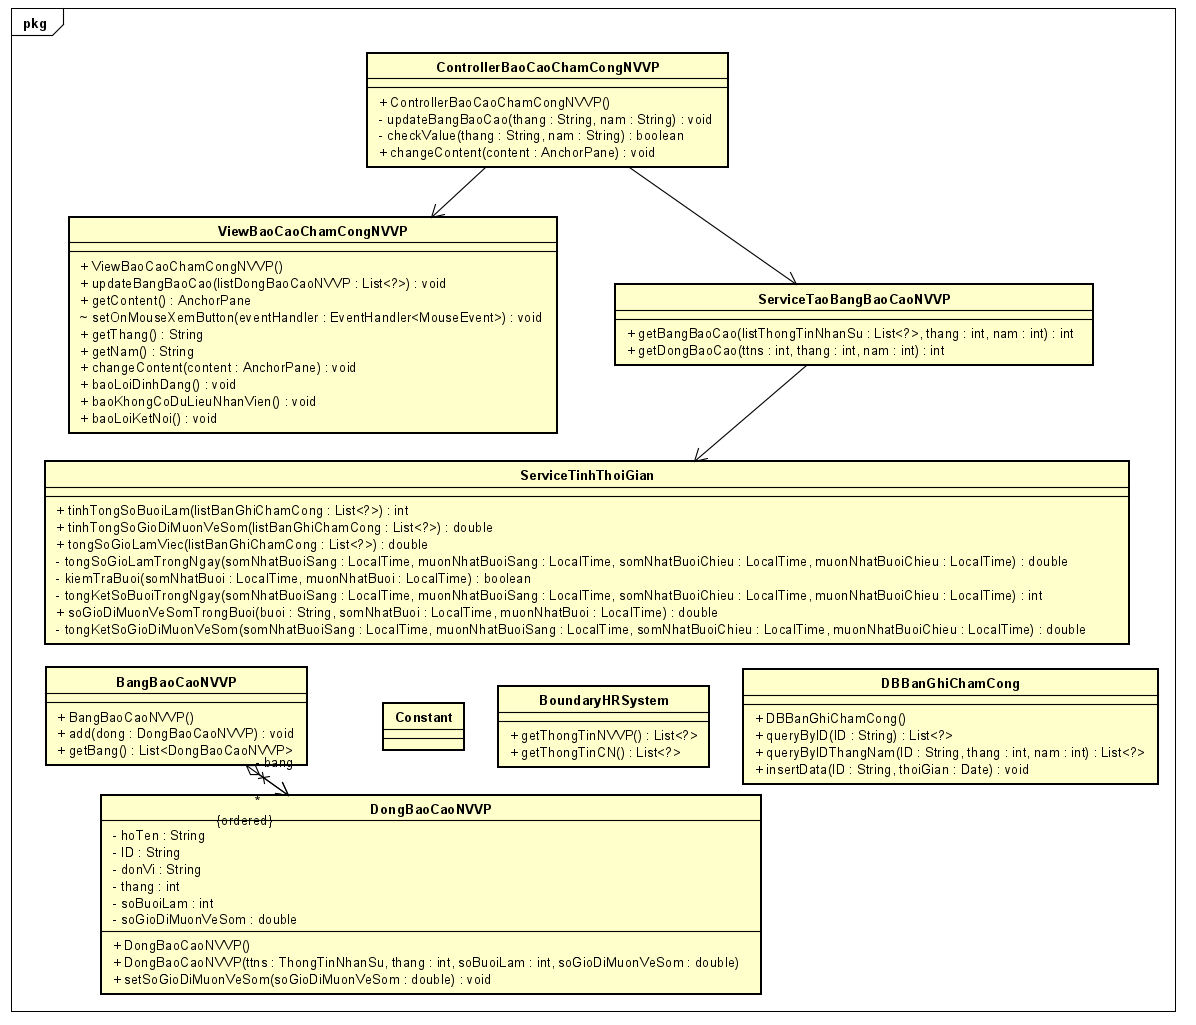 pkg
ControllerBaoCaoChamCongNVVP
+ ControllerBaoCaoChamCongNVVP()
- updateBangBaoCao(thang : String, nam : String) : void
- checkValue(thang : String, nam : String) : boolean
+ changeContent(content : AnchorPane) : void
ViewBaoCaoChamCongNVVP
+ ViewBaoCaoChamCongNVVP()
+ updateBangBaoCao(listDongBaoCaoNVVP : List<?>) : void
+ getContent() : AnchorPane
~ setOnMouseXemButton(eventHandler : EventHandler<MouseEvent>) : void
+ getThang() : String
+ getNam() : String
+ changeContent(content : AnchorPane) : void
+ baoLoiDinhDang() : void
+ baoKhongCoDuLieuNhanVien() : void
+ baoLoiKetNoi() : void
ServiceTaoBangBaoCaoNVVP
+ getBangBaoCao(listThongTinNhanSu : List<?>, thang : int, nam : int) : int
+ getDongBaoCao(ttns : int, thang : int, nam : int) : int
ServiceTinhThoiGian
+ tinhTongSoBuoiLam(listBanGhiChamCong : List<?>) : int
+ tinhTongSoGioDiMuonVeSom(listBanGhiChamCong : List<?>) : double
+ tongSoGioLamViec(listBanGhiChamCong : List<?>) : double
- tongSoGioLamTrongNgay(somNhatBuoiSang : LocalTime, muonNhatBuoiSang : LocalTime, somNhatBuoiChieu : LocalTime, muonNhatBuoiChieu : LocalTime) : double
- kiemTraBuoi(somNhatBuoi : LocalTime, muonNhatBuoi : LocalTime) : boolean
- tongKetSoBuoiTrongNgay(somNhatBuoiSang : LocalTime, muonNhatBuoiSang : LocalTime, somNhatBuoiChieu : LocalTime, muonNhatBuoiChieu : LocalTime) : int
+ soGioDiMuonVeSomTrongBuoi(buoi : String, somNhatBuoi : LocalTime, muonNhatBuoi : LocalTime) : double
- tongKetSoGioDiMuonVeSom(somNhatBuoiSang : LocalTime, muonNhatBuoiSang : LocalTime, somNhatBuoiChieu : LocalTime, muonNhatBuoiChieu : LocalTime) : double
BangBaoCaoNVVP
+ BangBaoCaoNVVP()
+ add(dong : DongBaoCaoNVVP) : void
+ getBang() : List<DongBaoCaoNVVP>
Constant
BoundaryHRSystem
+ getThongTinNVVP() : List<?>
+ getThongTinCN() : List<?>
DBBanGhiChamCong
+ DBBanGhiChamCong()
+ queryByID(ID : String) : List<?>
+ queryByIDThangNam(ID : String, thang : int, nam : int) : List<?>
+ insertData(ID : String, thoiGian : Date) : void
- bang
*
{ordered}
DongBaoCaoNVVP
- hoTen : String
- ID : String
- donVi : String
- thang : int
- soBuoiLam : int
- soGioDiMuonVeSom : double
+ DongBaoCaoNVVP()
+ DongBaoCaoNVVP(ttns : ThongTinNhanSu, thang : int, soBuoiLam : int, soGioDiMuonVeSom : double)
+ setSoGioDiMuonVeSom(soGioDiMuonVeSom : double) : void